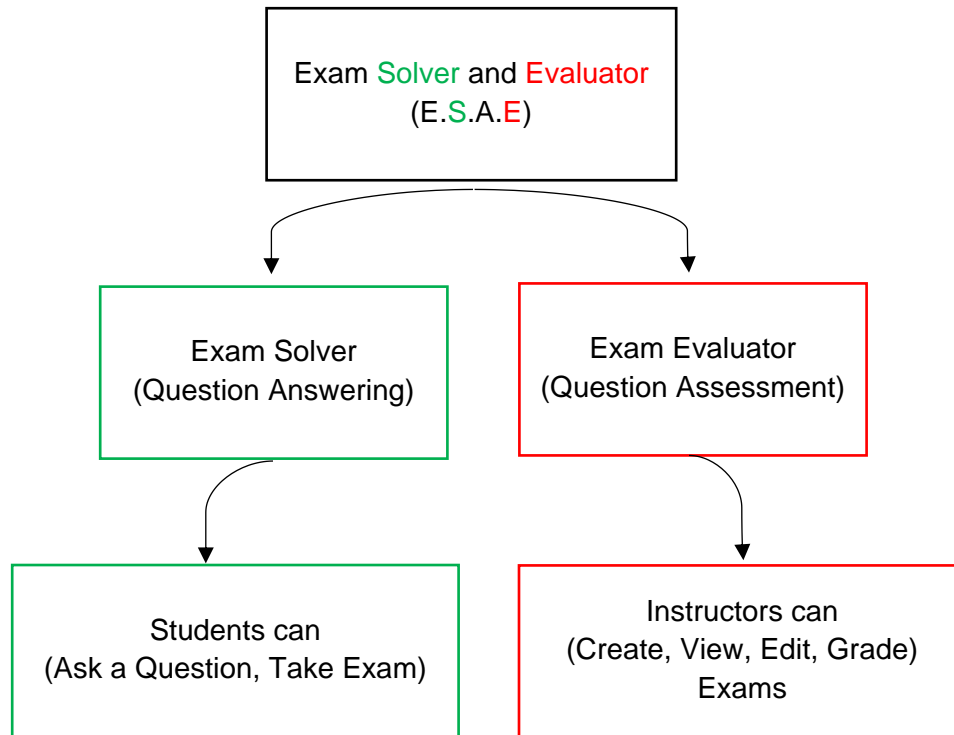 Exam Solver and Evaluator
(E.S.A.E)
Exam Solver
(Question Answering)
Exam Evaluator
(Question Assessment)
Students can
(Ask a Question, Take Exam)
Instructors can
(Create, View, Edit, Grade)
Exams